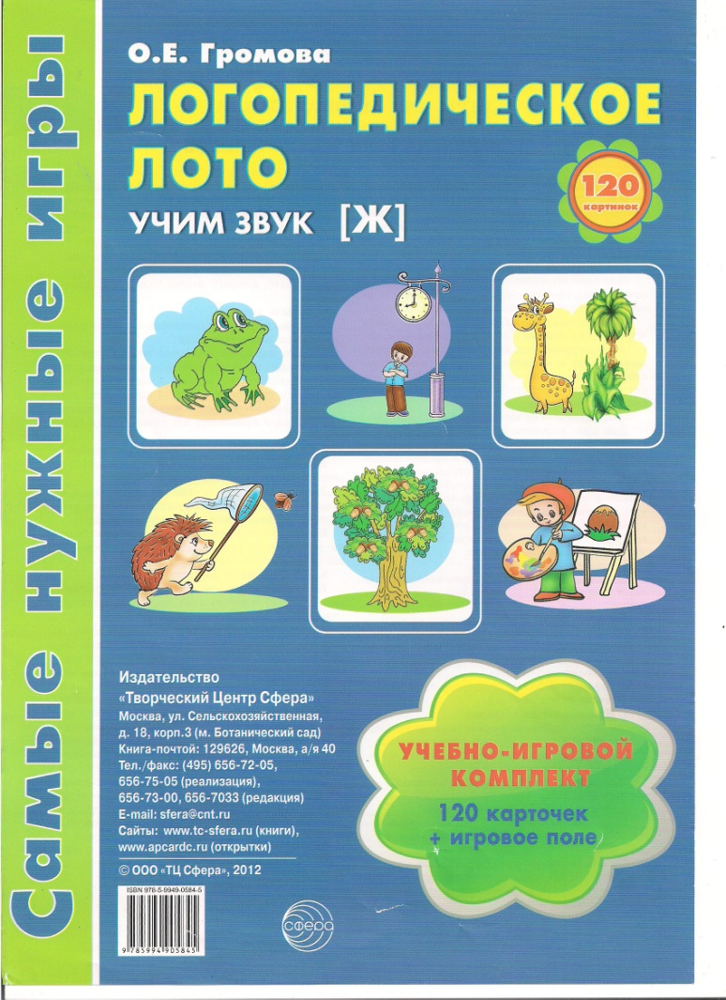 Самые нужные игры
О.Е. Громова
ЛОГОПЕДИЧЕСКОЕ
ЛОТО
УЧИМ ЗВУК [Ж]
120
картинок
Издательство
«Творческий Центр Сфера»
Москва, ул. Сельскохозяйственная,
д. 18, корп.3 (м. Ботанический сад)
Книга-почтой: 129626, Москва, а/я 40
Тел./факс: (495) 656-72-05,
656-75-05 (реализация),
656-73-00, 656-7033 (редакция)
E-mail: sfera@cnt.ru
Сайты: www.tc-sfera.ru (книги),
www.apcardc.ru (открытки)
© ООО «ТЦ Сфера», 2012
УЧЕБНО-ИГРОВОЙ
КОМПЛЕКТ
120 карточек
+ игровое поле
ISBN 978-5-9949-0584-5
9 785994 905845
сфера